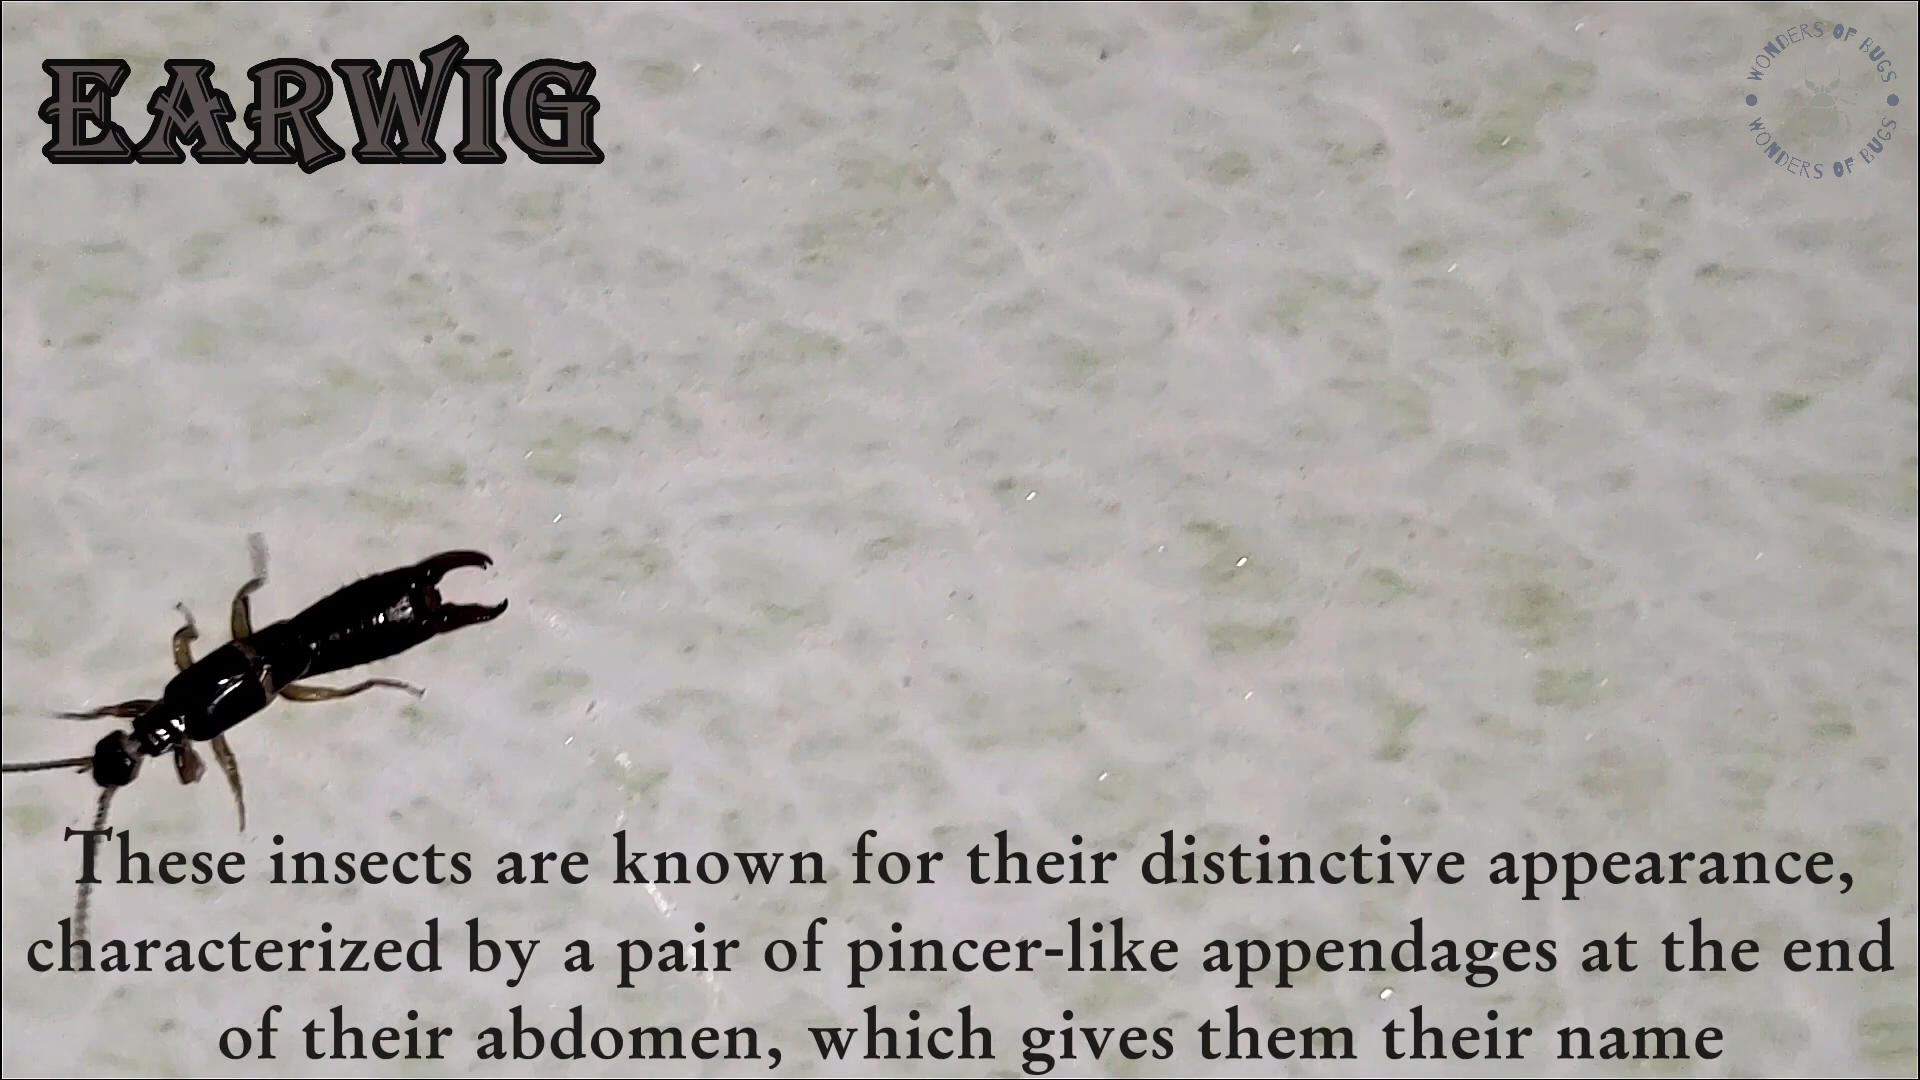 EARWIG
WONDERS OF BUGS
WONDERS OF BUGS
These insects are known for their distinctive appearance,
characterized by a pair of pincer-like appendages at the end
of their abdomen, which gives them their name